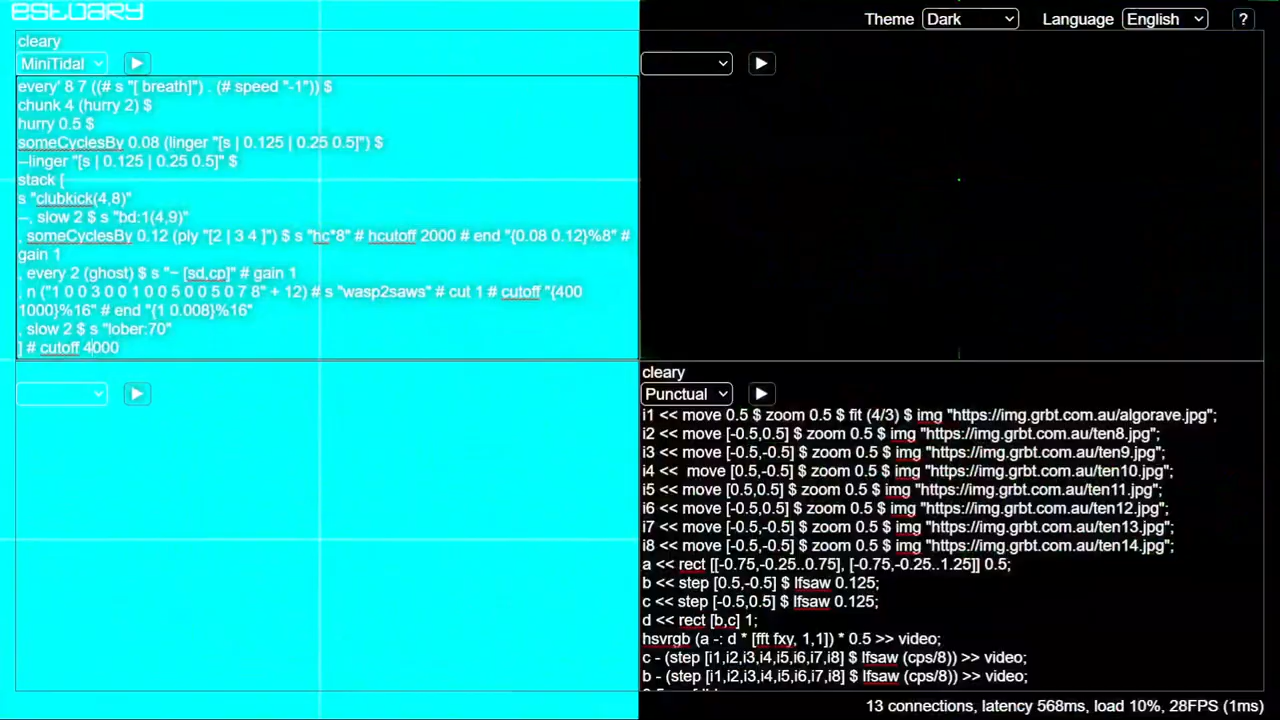 estuary
Theme Dark Language English ?
cleary
MiniTidal
every' 8 7 ((# s "[ breath]") . (# speed "-1")) $
chunk 4 (hurry 2) $
hurry 0.5 $
someCyclesBy 0.08 (linger "[s | 0.125 | 0.25 0.5]") $
--linger "[s | 0.125 | 0.25 0.5]" $
stack [
s "clubkick(4,8)"
--, slow 2 $ s "bd:1(4,9)"
, someCyclesBy 0.12 (ply "[2 | 3 4 ]") $ s "hc*8" # hcutoff 2000 # end "{0.08 0.12}%8" #
gain 1
, every 2 (ghost) $ s "~ [sd,cp]" # gain 1
, n ("1 0 0 3 0 0 1 0 0 5 0 0 5 0 7 8" + 12) # s "wasp2saws" # cut 1 # cutoff "{400
1000}%16" # end "{1 0.008}%16"
, slow 2 $ s "lober:70"
] # cutoff 4000
cleary
Punctual
i1 << move 0.5 $ zoom 0.5 $ fit (4/3) $ img "https://img.grbt.com.au/algorave.jpg";
i2 << move [-0.5,0.5] $ zoom 0.5 $ img "https://img.grbt.com.au/ten8.jpg";
i3 << move [-0.5,-0.5] $ zoom 0.5 $ img "https://img.grbt.com.au/ten9.jpg";
i4 <<  move [0.5,-0.5] $ zoom 0.5 $ img "https://img.grbt.com.au/ten10.jpg";
i5 << move [0.5,0.5] $ zoom 0.5 $ img "https://img.grbt.com.au/ten11.jpg";
i6 << move [-0.5,0.5] $ zoom 0.5 $ img "https://img.grbt.com.au/ten12.jpg";
i7 << move [-0.5,-0.5] $ zoom 0.5 $ img "https://img.grbt.com.au/ten13.jpg";
i8 << move [-0.5,-0.5] $ zoom 0.5 $ img "https://img.grbt.com.au/ten14.jpg";
a << rect [[-0.75,-0.25..0.75], [-0.75,-0.25..1.25]] 0.5;
b << step [0.5,-0.5] $ lfsaw 0.125;
c << step [-0.5,0.5] $ lfsaw 0.125;
d << rect [b,c] 1;
hsvrgb (a -: d * [fft fxy, 1,1]) * 0.5 >> video;
c - (step [i1,i2,i3,i4,i5,i6,i7,i8] $ lfsaw (cps/8)) >> video;
b - (step [i1,i2,i3,i4,i5,i6,i7,i8] $ lfsaw (cps/8)) >> video;
13 connections, latency 568ms, load 10%, 28FPS (1ms)